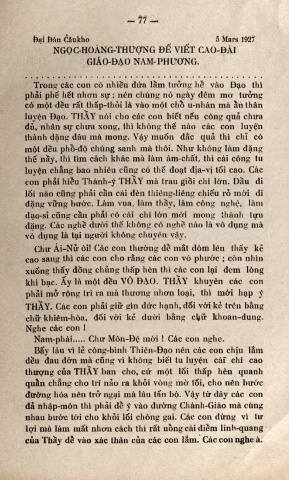 — 77 —
Đại Đàn Cầukho 5 Mars 1927
NGỌC-HOÀNG-THƯỢNG ĐẾ VIẾT CAO-ĐÀI
GIÁO-ĐẠO NAM-PHƯƠNG.
Trong các con có nhiều đứa lầm tưởng hễ vào Đạo thì
phải phế hết nhơn sự ; nên chúng nó ngày đêm mơ tưởng
có một đều rất thấp-thỏi là vào một chỗ u-nhàn mà ẩn thân
luyện Đạo. THẦY nói cho các con biết nếu công quả chưa
đủ, nhân sự chưa xong, thì không thể nào các con luyện
thành đặng đâu mà mong. Vậy muốn đắc quả thì chỉ có
một đều phổ-độ chúng sanh mà thôi. Như không làm đặng
thế nầy, thì tìm cách khác mà làm âm-chất, thì cái công tu
luyện chẳng bao nhiêu cũng có thể đoạt địa-vị tối cao. Các
con phải hiểu Thánh-ý THẦY mà trau giồi chí lớn. Dầu đi
lối nào cũng phải cần cái đèn thiêng-liêng chiếu rõ mới đi
đặng vững bước. Làm vua, làm thầy, làm công nghệ, làm
đạo-sĩ cũng cần phải có cái chí lớn mới mong thành tựu
đặng. Các nghề dưới thế không có nghề nào là vô dụng mà
vô dụng là tại người không chuyên vậy.
Chư Ái-Nữ ôi! Các con thường để mắt dòm lên thấy kẻ
cao sang thì các con cho rằng các con vô phước ; còn nhìn
xuống thấy đồng chủng thấp hèn thì các con lại đem lòng
khi bạc. Ấy là một đều VÔ ĐẠO. THẦY khuyên các con
phải mở rộng trí ra mà thương nhơn loại, thì mới hạp ý
THẦY. Các con phải giữ gìn đức hạnh, đối với kẻ trên bằng
chữ khiêm-hòa, đối với kẻ dưới bằng chữ khoan-dung.
Nghe các con !
Nam-phái..... Chư Môn-Đệ mới ! Các con nghe.
Bấy lâu vì lẽ công-bình Thiên-Đạo nên các con chịu lắm
đều đau đớn mà cũng vì không biết tu luyện cái chí cao
thượng của THẦY ban cho, cứ một lối thấp hèn quanh
quẩn chẳng cho trí nảo ra khỏi vòng mờ tối, cho nên bước
đường hóa nên trở ngại mà lâu tấn bộ. Vậy từ đây các con
đã nhập-môn thì phải để ý vào đường Chánh-Giáo mà cùng
nhau bước tới cho khỏi lối chông gai. Các con đừng vì tư
lợi mà làm mất nhơn cách thì rất uổng cái điểm linh-quang
của Thầy để vào xác thân của các con lắm. Các con nghe à.